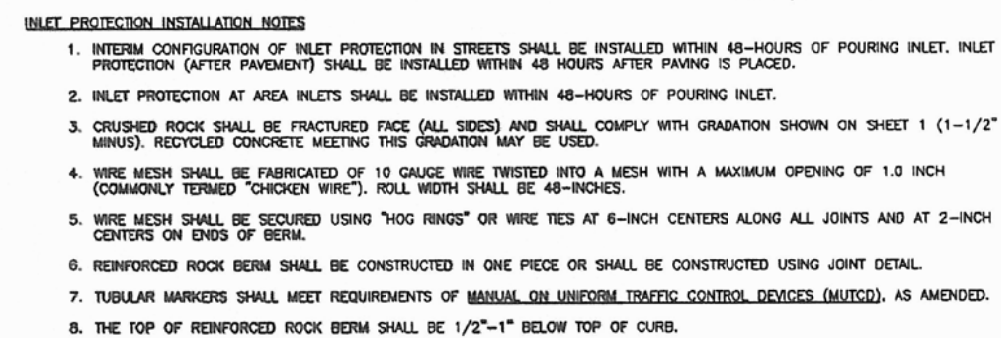 INLET PROTECTION INSTALLATION NOTES
1. INTERIM CONFIGURATION OF INLET PROTECTION IN STREETS SHALL BE INSTALLED WITHIN 48-HOURS OF POURING INLET. INLET
PROTECTION (AFTER PAVEMENT) SHALL BE INSTALLED WITHIN 48 HOURS AFTER PAVING IS PLACED.
2. INLET PROTECTION AT AREA INLETS SHALL BE INSTALLED WITHIN 48-HOURS OF POURING INLET.
3. CRUSHED ROCK SHALL BE FRACTURED FACE (ALL SIDES) AND SHALL COMPLY WITH GRADATION SHOWN ON SHEET 1 (1-1/2"
MINUS). RECYCLED CONCRETE MEETING THIS GRADATION MAY BE USED.
4. WIRE MESH SHALL BE FABRICATED OF 10 GAUGE WIRE TWISTED INTO A MESH WITH A MAXIMUM OPENING OF 1.0 INCH
(COMMONLY TERMED "CHICKEN WIRE"). ROLL WIDTH SHALL BE 48-INCHES.
5. WIRE MESH SHALL BE SECURED USING "HOG RINGS" OR WIRE TIES AT 6-INCH CENTERS ALONG ALL JOINTS AND AT 2-INCH
CENTERS ON ENDS OF BERM.
6. REINFORCED ROCK BERM SHALL BE CONSTRUCTED IN ONE PIECE OR SHALL BE CONSTRUCTED USING JOINT DETAIL.
7. TUBULAR MARKERS SHALL MEET REQUIREMENTS OF MANUAL ON UNIFORM TRAFFIC CONTROL DEVICES (MUTCD), AS AMENDED.
8. THE TOP OF REINFORCED ROCK BERM SHALL BE 1/2"-1" BELOW TOP OF CURB.